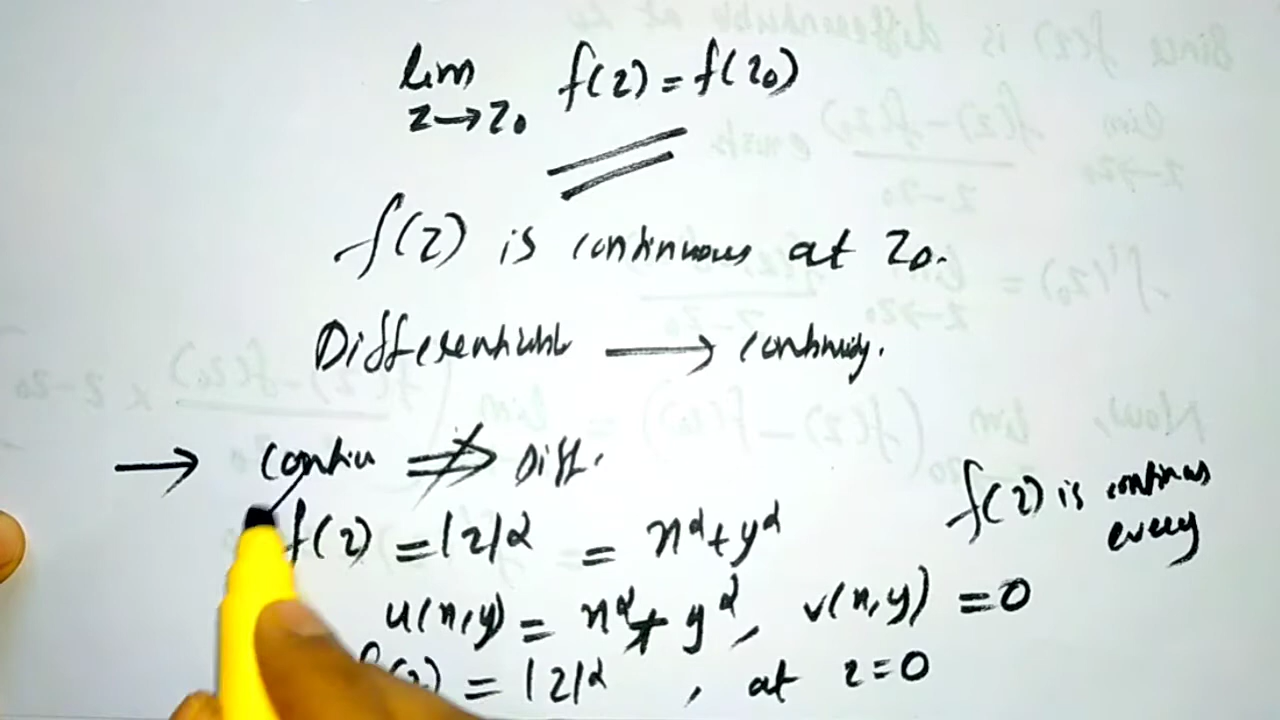 lim f(z) = f(z₀)
z→z₀
f(z) is continuous at z₀.
Differentiable → continuity.
→ continu ⇏ Diff.
f(z) = |z|² = x² + y²
f(z) is continuous
every
u(x,y) = x² + y², v(x,y) = 0
f(z) = |z|², at z=0